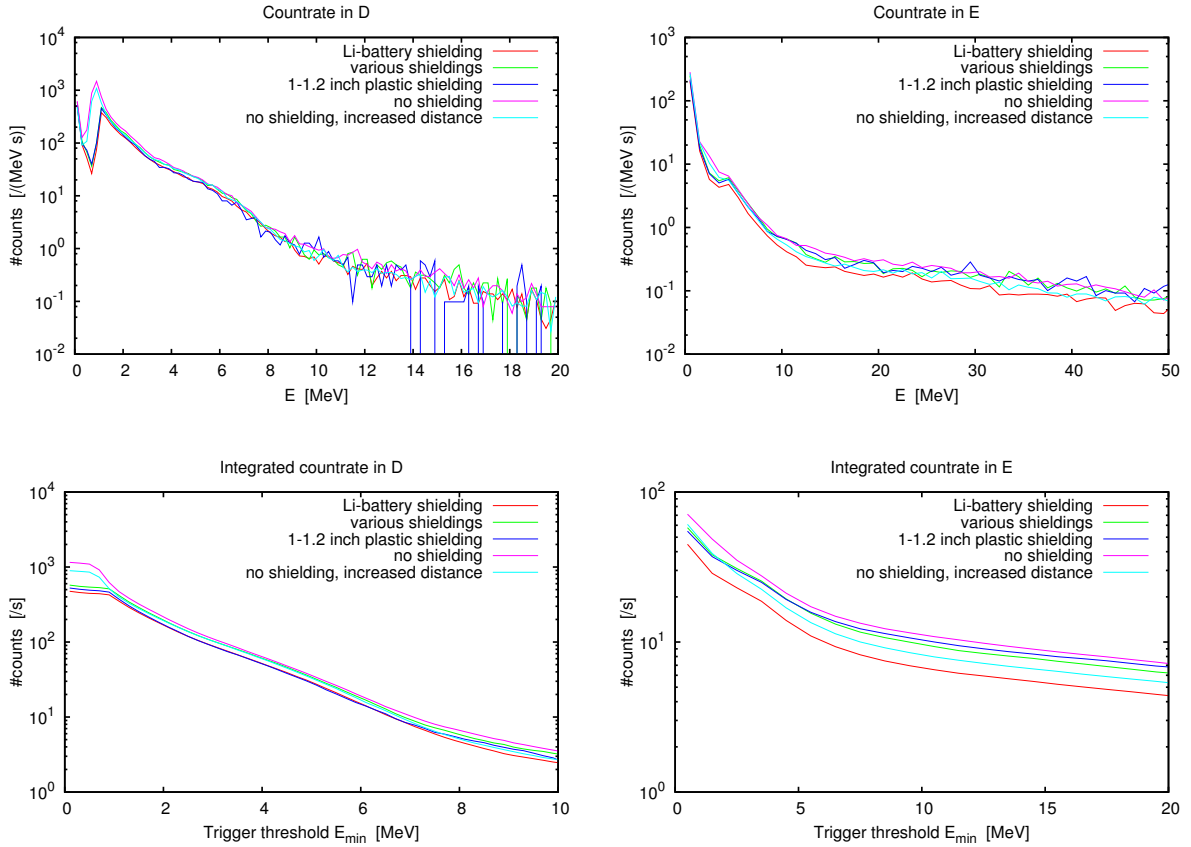 Countrate in D
10^4
10^3
10^2
10^1
10^0
10^-1
10^-2
#counts [/(MeV s)]
Li-battery shielding
various shieldings
1-1.2 inch plastic shielding
no shielding
no shielding, increased distance
0 2 4 6 8 10 12 14 16 18 20
E [MeV]
Countrate in E
10^3
10^2
10^1
10^0
10^-1
10^-2
#counts [/(MeV s)]
Li-battery shielding
various shieldings
1-1.2 inch plastic shielding
no shielding
no shielding, increased distance
0 10 20 30 40 50
E [MeV]
Integrated countrate in D
10^4
10^3
10^2
10^1
10^0
#counts [/s]
Li-battery shielding
various shieldings
1-1.2 inch plastic shielding
no shielding
no shielding, increased distance
0 2 4 6 8 10
Trigger threshold E_min [MeV]
Integrated countrate in E
10^2
10^1
10^0
#counts [/s]
Li-battery shielding
various shieldings
1-1.2 inch plastic shielding
no shielding
no shielding, increased distance
0 5 10 15 20
Trigger threshold E_min [MeV]